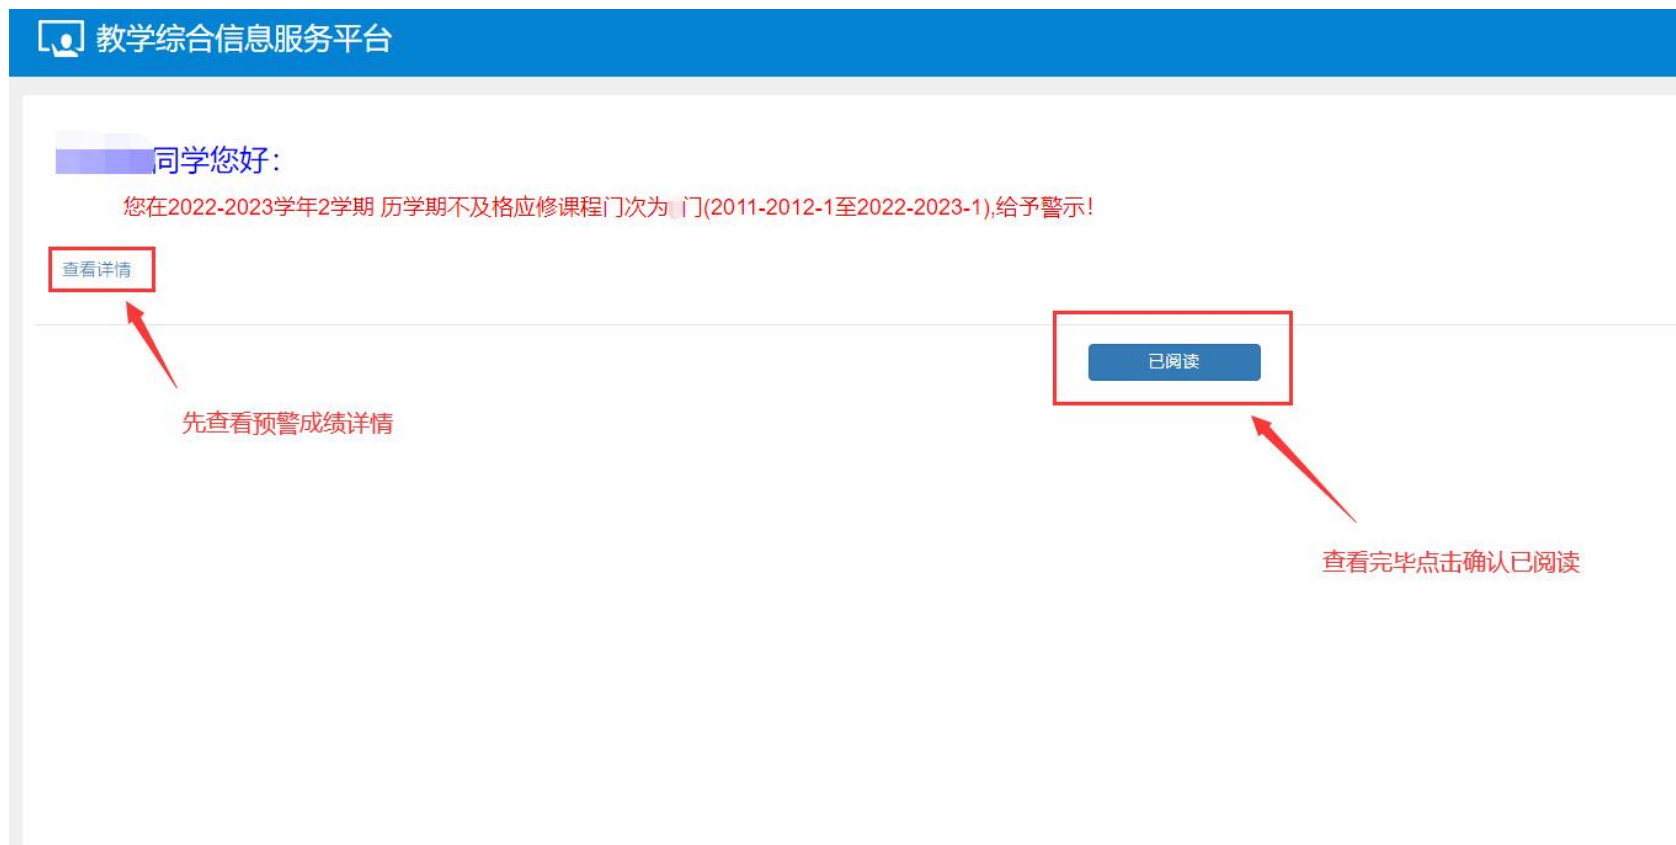 教学综合信息服务平台
同学您好：
您在2022-2023学年2学期 历学期不及格应修课程门次为 门(2011-2012-1至2022-2023-1),给予警示！
查看详情
已阅读
先查看预警成绩详情
查看完毕点击确认已阅读